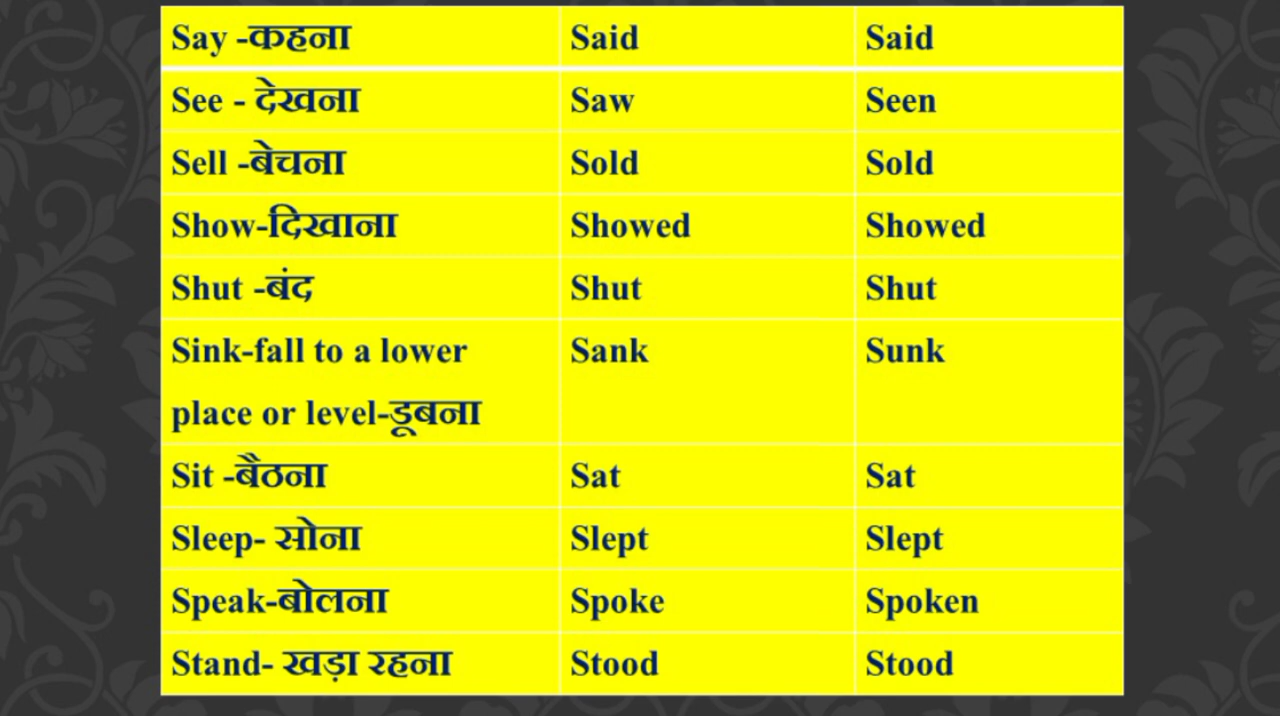 Say -कहना Said Said
See - देखना Saw Seen
Sell -बेचना Sold Sold
Show-दिखाना Showed Showed
Shut -बंद Shut Shut
Sink-fall to a lower Sank Sunk
place or level-डूबना
Sit -बैठना Sat Sat
Sleep- सोना Slept Slept
Speak-बोलना Spoke Spoken
Stand- खड़ा रहना Stood Stood